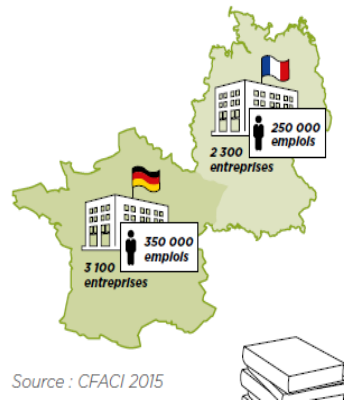 250 000
emplois
2 300
entreprises
350 000
emplois
3 100
entreprises
Source : CFACI 2015